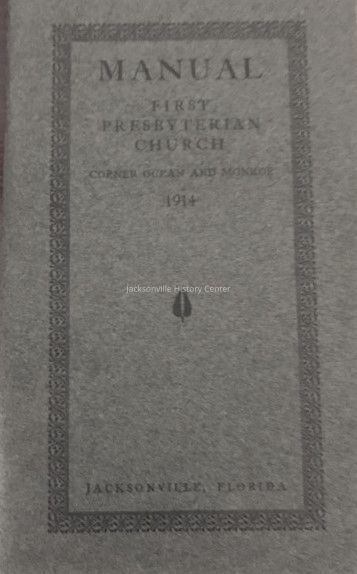 MANUAL
FIRST
PRESBYTERIAN
CHURCH
CORNER OCEAN AND MONROE
1914
Jacksonville History Center
JACKSONVILLE, FLORIDA